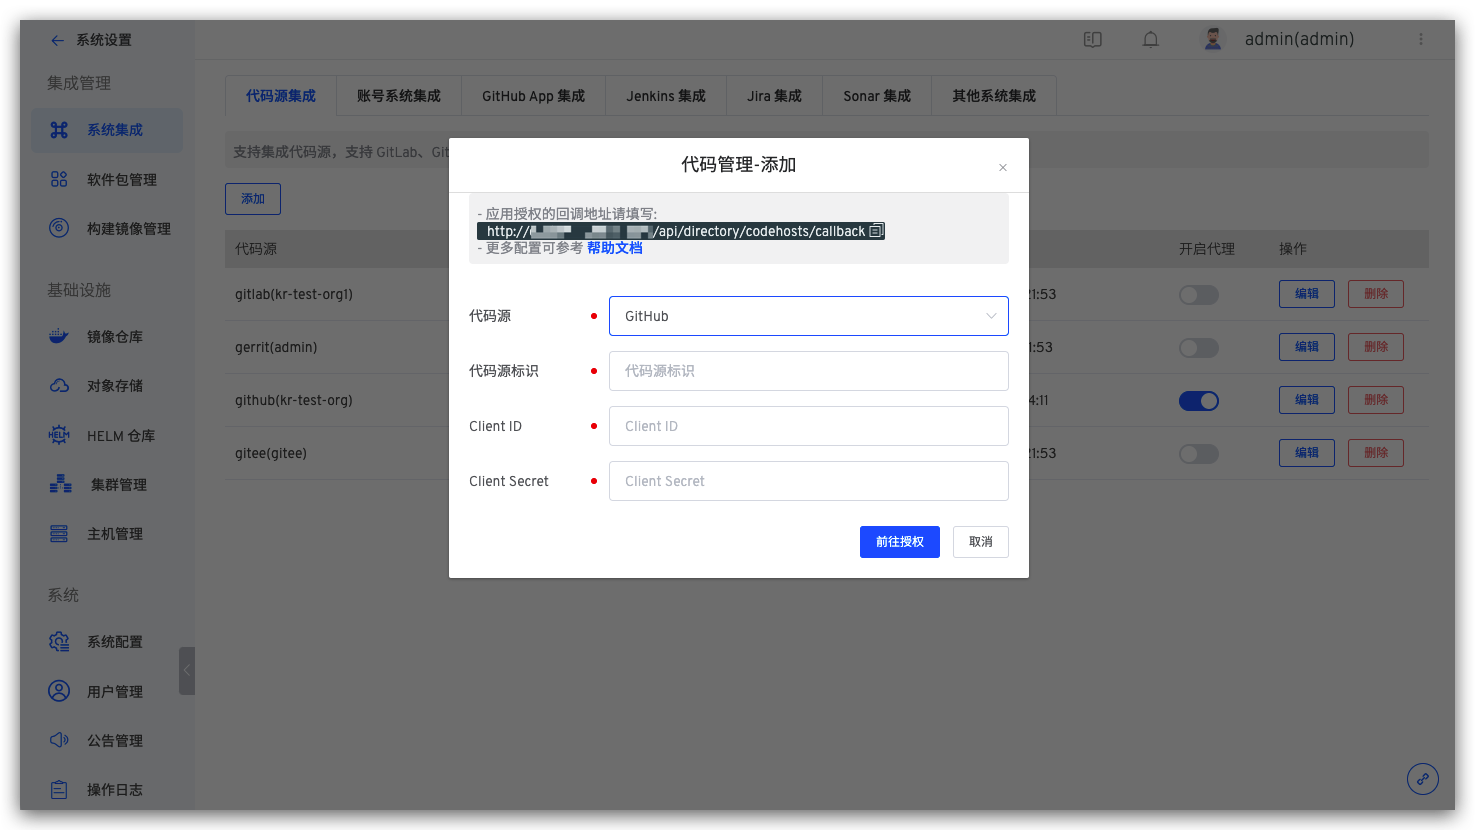 系统设置
admin(admin)
集成管理
系统集成
软件包管理
构建镜像管理
基础设施
镜像仓库
对象存储
HELM
HELM 仓库
集群管理
主机管理
系统
系统配置
用户管理
公告管理
操作日志
代码源集成
账号系统集成
GitHub App 集成
Jenkins 集成
Jira 集成
Sonar 集成
其他系统集成
支持集成代码源，支持 GitLab、Git
添加
代码源
开启代理
操作
gitlab(kr-test-org1)
21:53
编辑
删除
gerrit(admin)
1:53
编辑
删除
github(kr-test-org)
4:11
编辑
删除
gitee(gitee)
21:53
编辑
删除
代码管理-添加
- 应用授权的回调地址请填写:
http:// /api/directory/codehosts/callback
- 更多配置可参考 帮助文档
代码源
GitHub
代码源标识
代码源标识
Client ID
Client ID
Client Secret
Client Secret
前往授权
取消